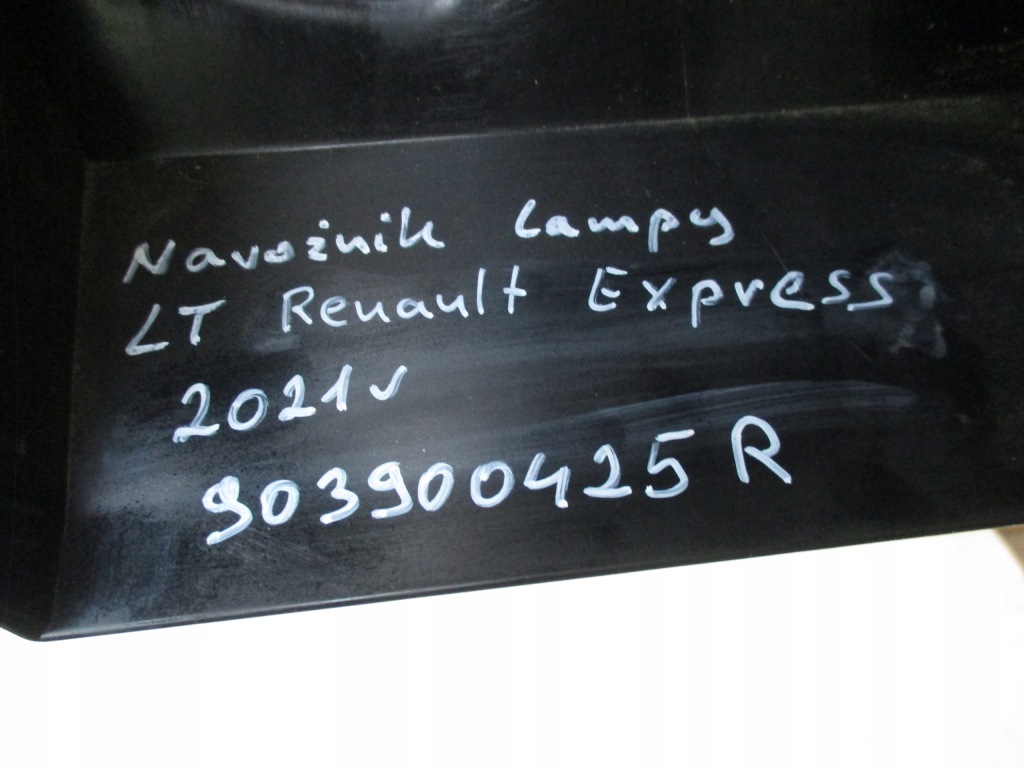 Narożnik Lampy
LT Renault Express
2021r
903900425R